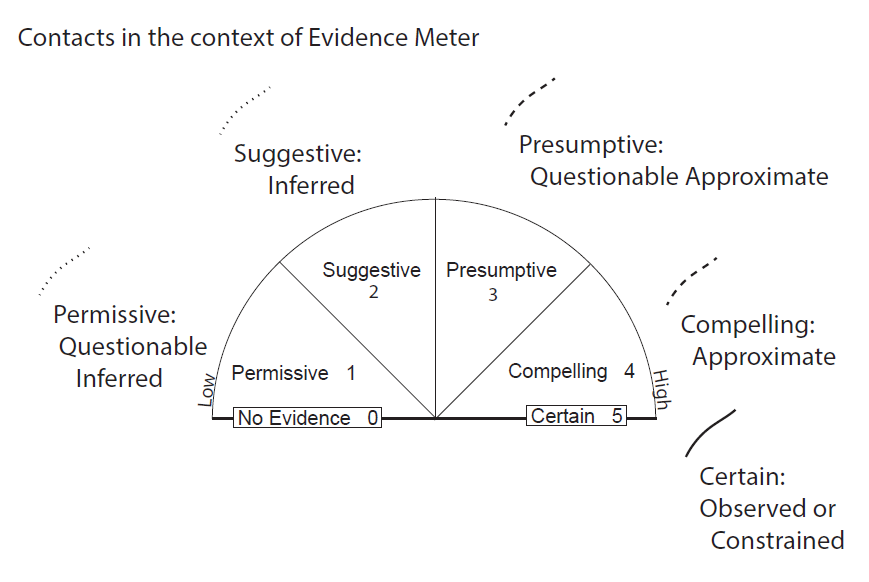 Contacts in the context of Evidence Meter
Suggestive:
Inferred
Presumptive:
Questionable Approximate
Permissive:
Questionable
Inferred
Suggestive
2
Presumptive
3
Permissive 1
Compelling 4
Low
High
No Evidence 0
Certain 5
Compelling:
Approximate
Certain:
Observed or
Constrained